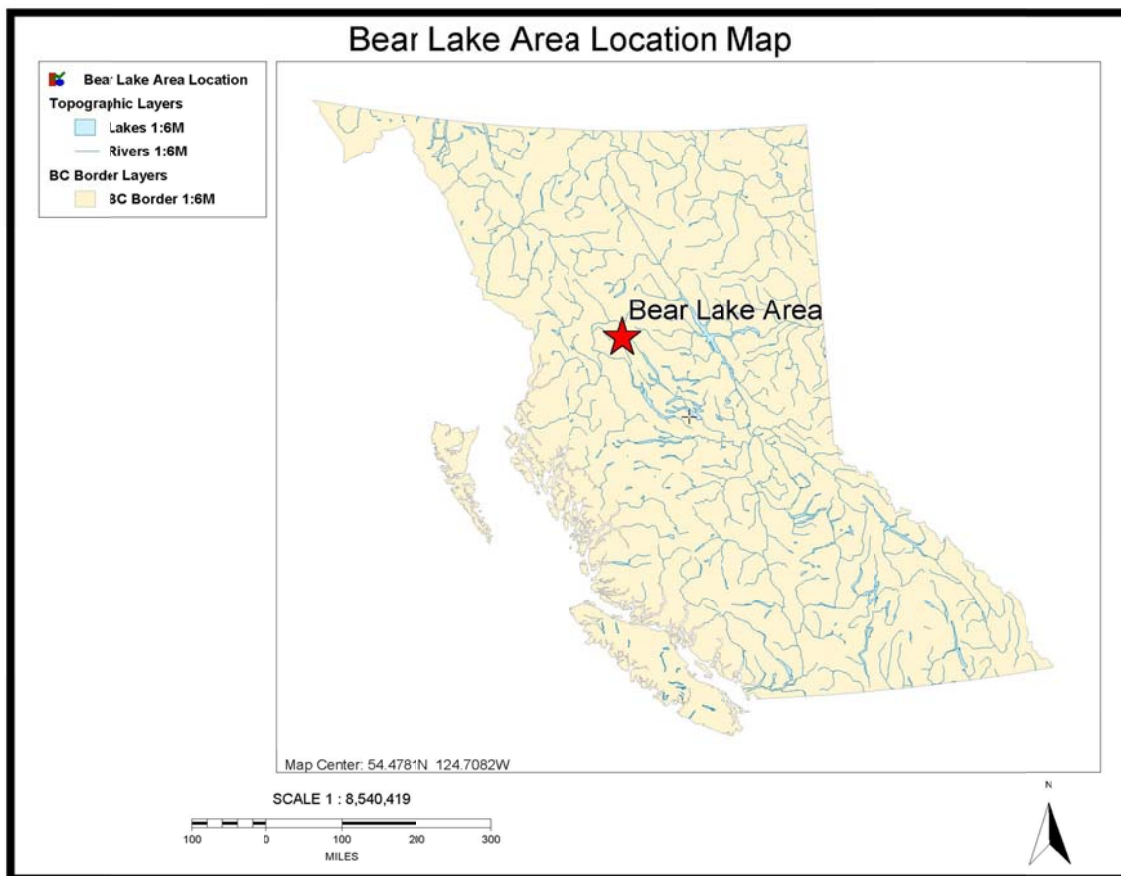 Bear Lake Area Location Map
Bear Lake Area Location
Topographic Layers
Lakes 1:6M
Rivers 1:6M
BC Border Layers
BC Border 1:6M
Bear Lake Area
Map Center: 54.4781N 124.7082W
SCALE 1 : 8,540,419
100 0 100 200 300
MILES
N